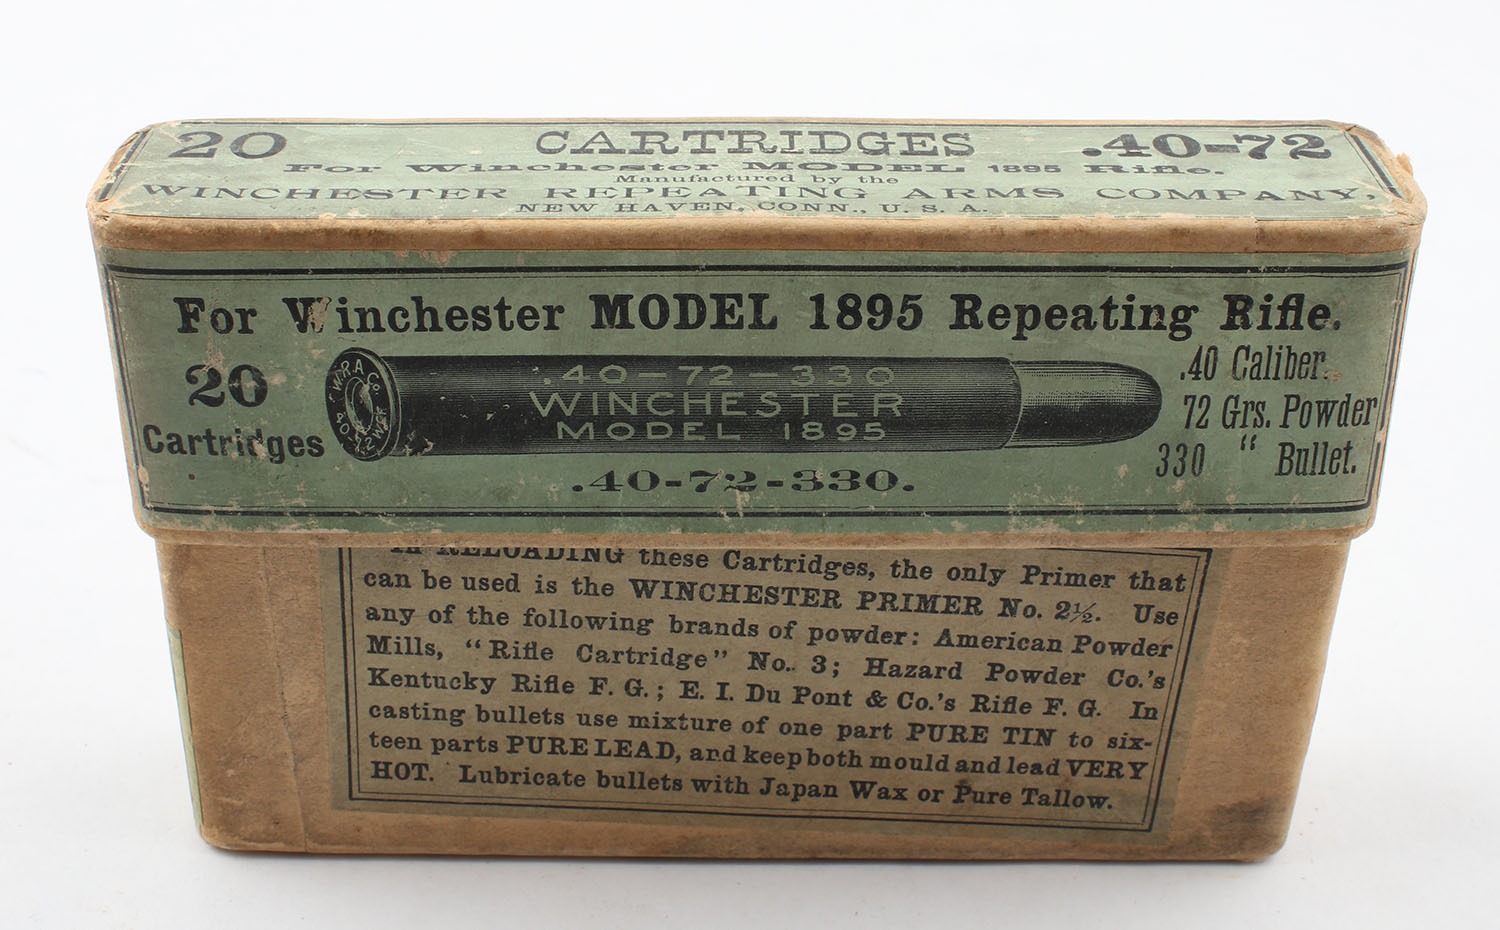 20 CARTRIDGES .40-72
For Winchester MODEL 1895 Rifle.
Manufactured by the
WINCHESTER REPEATING ARMS COMPANY,
NEW HAVEN, CONN., U. S. A.
For Winchester MODEL 1895 Repeating Rifle.
20
Cartridges
W.R.A.Co.
40-72 WCF
.40-72-330
WINCHESTER
MODEL 1895
.40-72-330.
.40 Caliber.
72 Grs. Powder
330 " Bullet.
In RELOADING these Cartridges, the only Primer that
can be used is the WINCHESTER PRIMER No. 2½. Use
any of the following brands of powder: American Powder
Mills, "Rifle Cartridge" No. 3; Hazard Powder Co.'s
Kentucky Rifle F. G.; E. I. Du Pont & Co.'s Rifle F. G. In
casting bullets use mixture of one part PURE TIN to six-
teen parts PURE LEAD, and keep both mould and lead VERY
HOT. Lubricate bullets with Japan Wax or Pure Tallow.